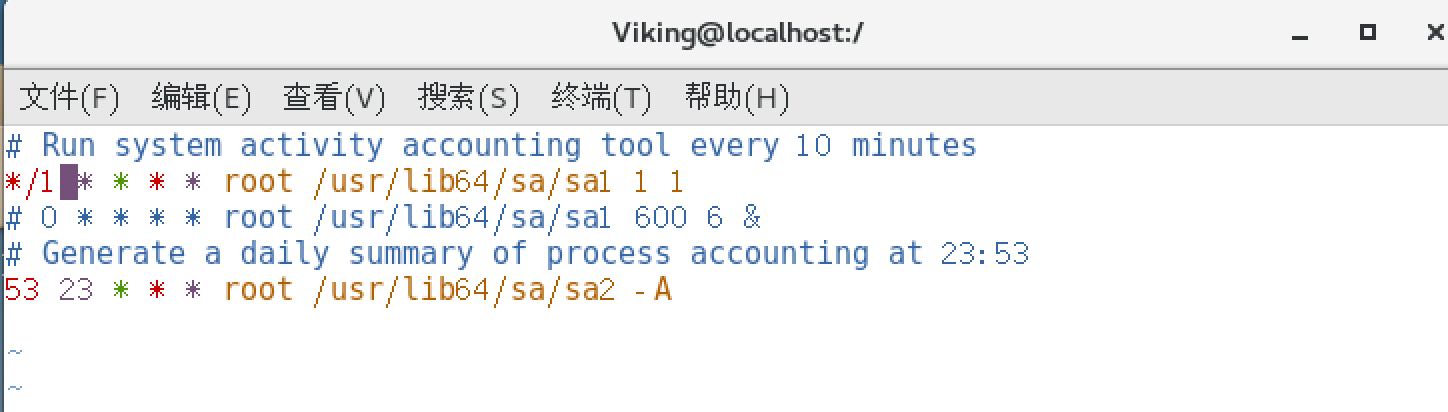 Viking@localhost:/
文件(F) 编辑(E) 查看(V) 搜索(S) 终端(T) 帮助(H)
# Run system activity accounting tool every 10 minutes
*/1 * * * * root /usr/lib64/sa/sa1 1 1
# 0 * * * * root /usr/lib64/sa/sa1 600 6 &
# Generate a daily summary of process accounting at 23:53
53 23 * * * root /usr/lib64/sa/sa2 -A
~
~